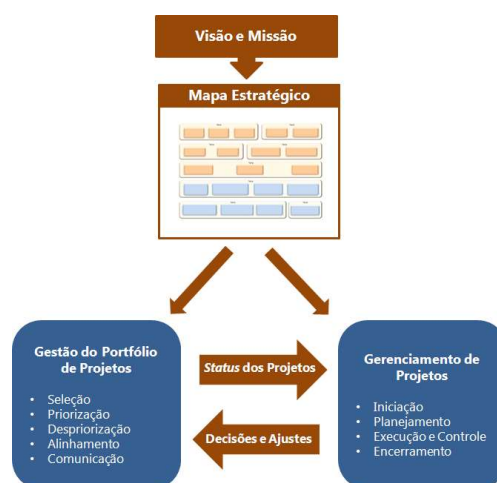 Visão e Missão
Mapa Estratégico
Gestão do Portfólio
de Projetos
• Seleção
• Priorização
• Despriorização
• Alinhamento
• Comunicação
Status dos Projetos
Decisões e Ajustes
Gerenciamento de
Projetos
• Iniciação
• Planejamento
• Execução e Controle
• Encerramento